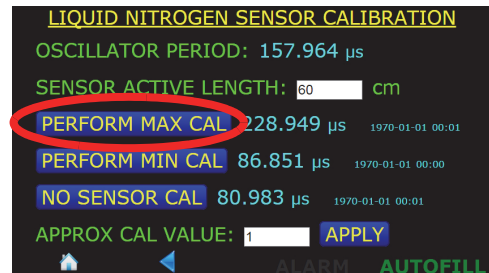 LIQUID NITROGEN SENSOR CALIBRATION
OSCILLATOR PERIOD: 157.964 µs
SENSOR ACTIVE LENGTH: 60 cm
PERFORM MAX CAL 228.949 µs 1970-01-01 00:01
PERFORM MIN CAL 86.851 µs 1970-01-01 00:00
NO SENSOR CAL 80.983 µs 1970-01-01 00:01
APPROX CAL VALUE: 1 APPLY
ALARM AUTOFILL